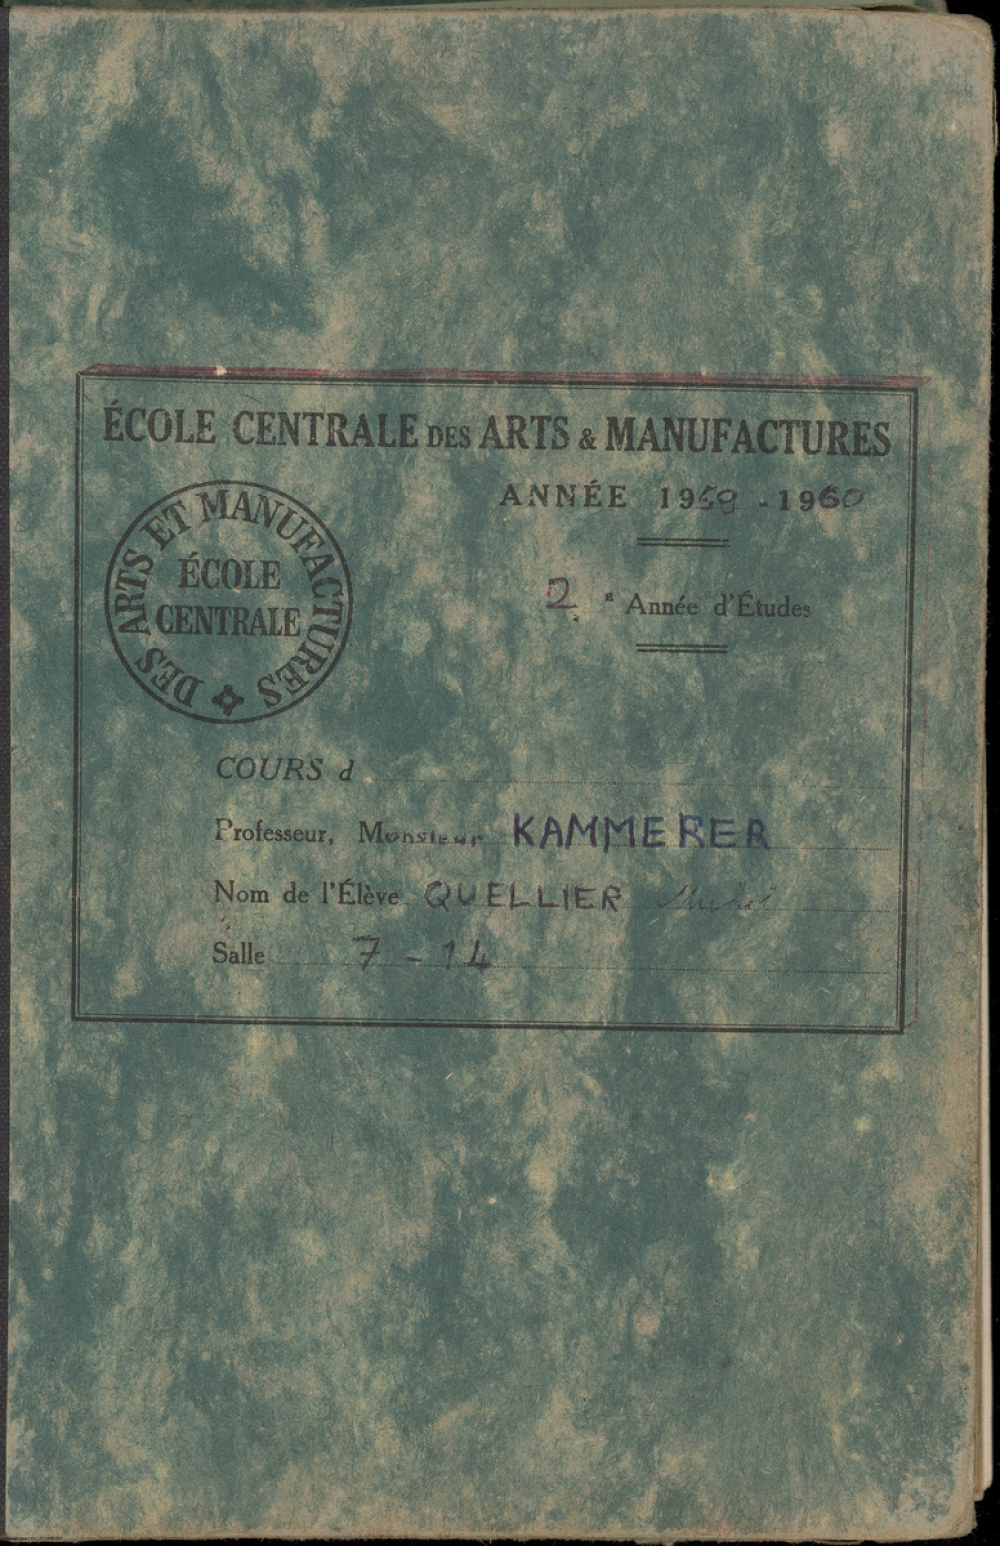 ÉCOLE CENTRALE DES ARTS & MANUFACTURES
ANNÉE 1959 - 1960
DES ARTS ET MANUFACTURES
ÉCOLE
CENTRALE
2 e Année d'Études
COURS d
Professeur, Monsieur KAMMERER
Nom de l'Élève QUELLIER Michel
Salle 7 - 14